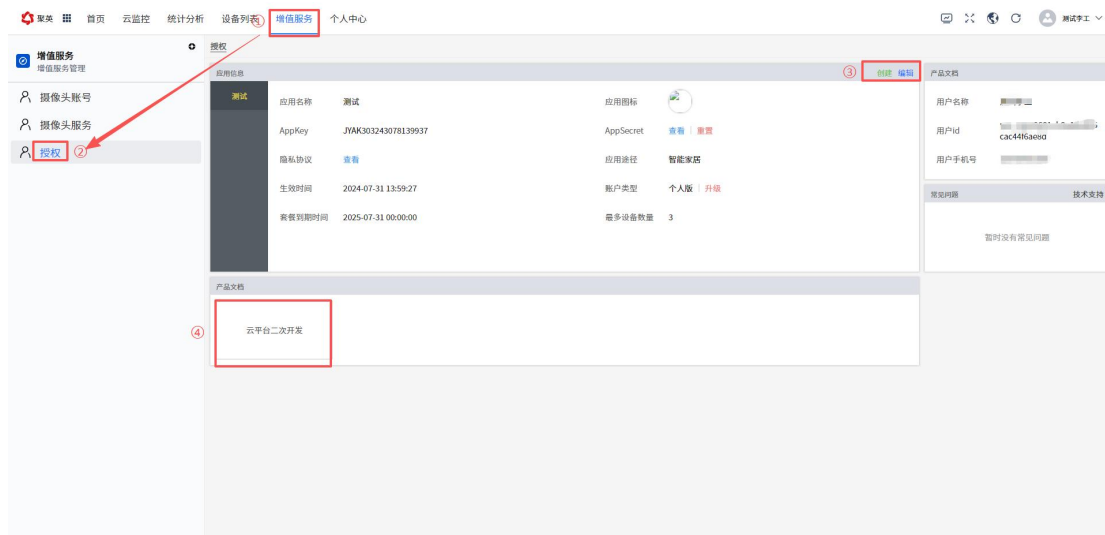 聚英 首页 云监控 统计分析 设备列表 ① 增值服务 个人中心 测试李工
增值服务
增值服务管理
摄像头账号
摄像头服务
授权 ②
授权
应用信息 ③ 创建 编辑
测试
应用名称 测试 应用图标
AppKey JYAK303243078139937 AppSecret 查看 | 重置
隐私协议 查看 应用途径 智能家居
生效时间 2024-07-31 13:59:27 账户类型 个人版 | 升级
套餐到期时间 2025-07-31 00:00:00 最多设备数量 3
产品文档
④ 云平台二次开发
产品文档
用户名称
用户id
cac44f6ae8d
用户手机号
常见问题 技术支持
暂时没有常见问题